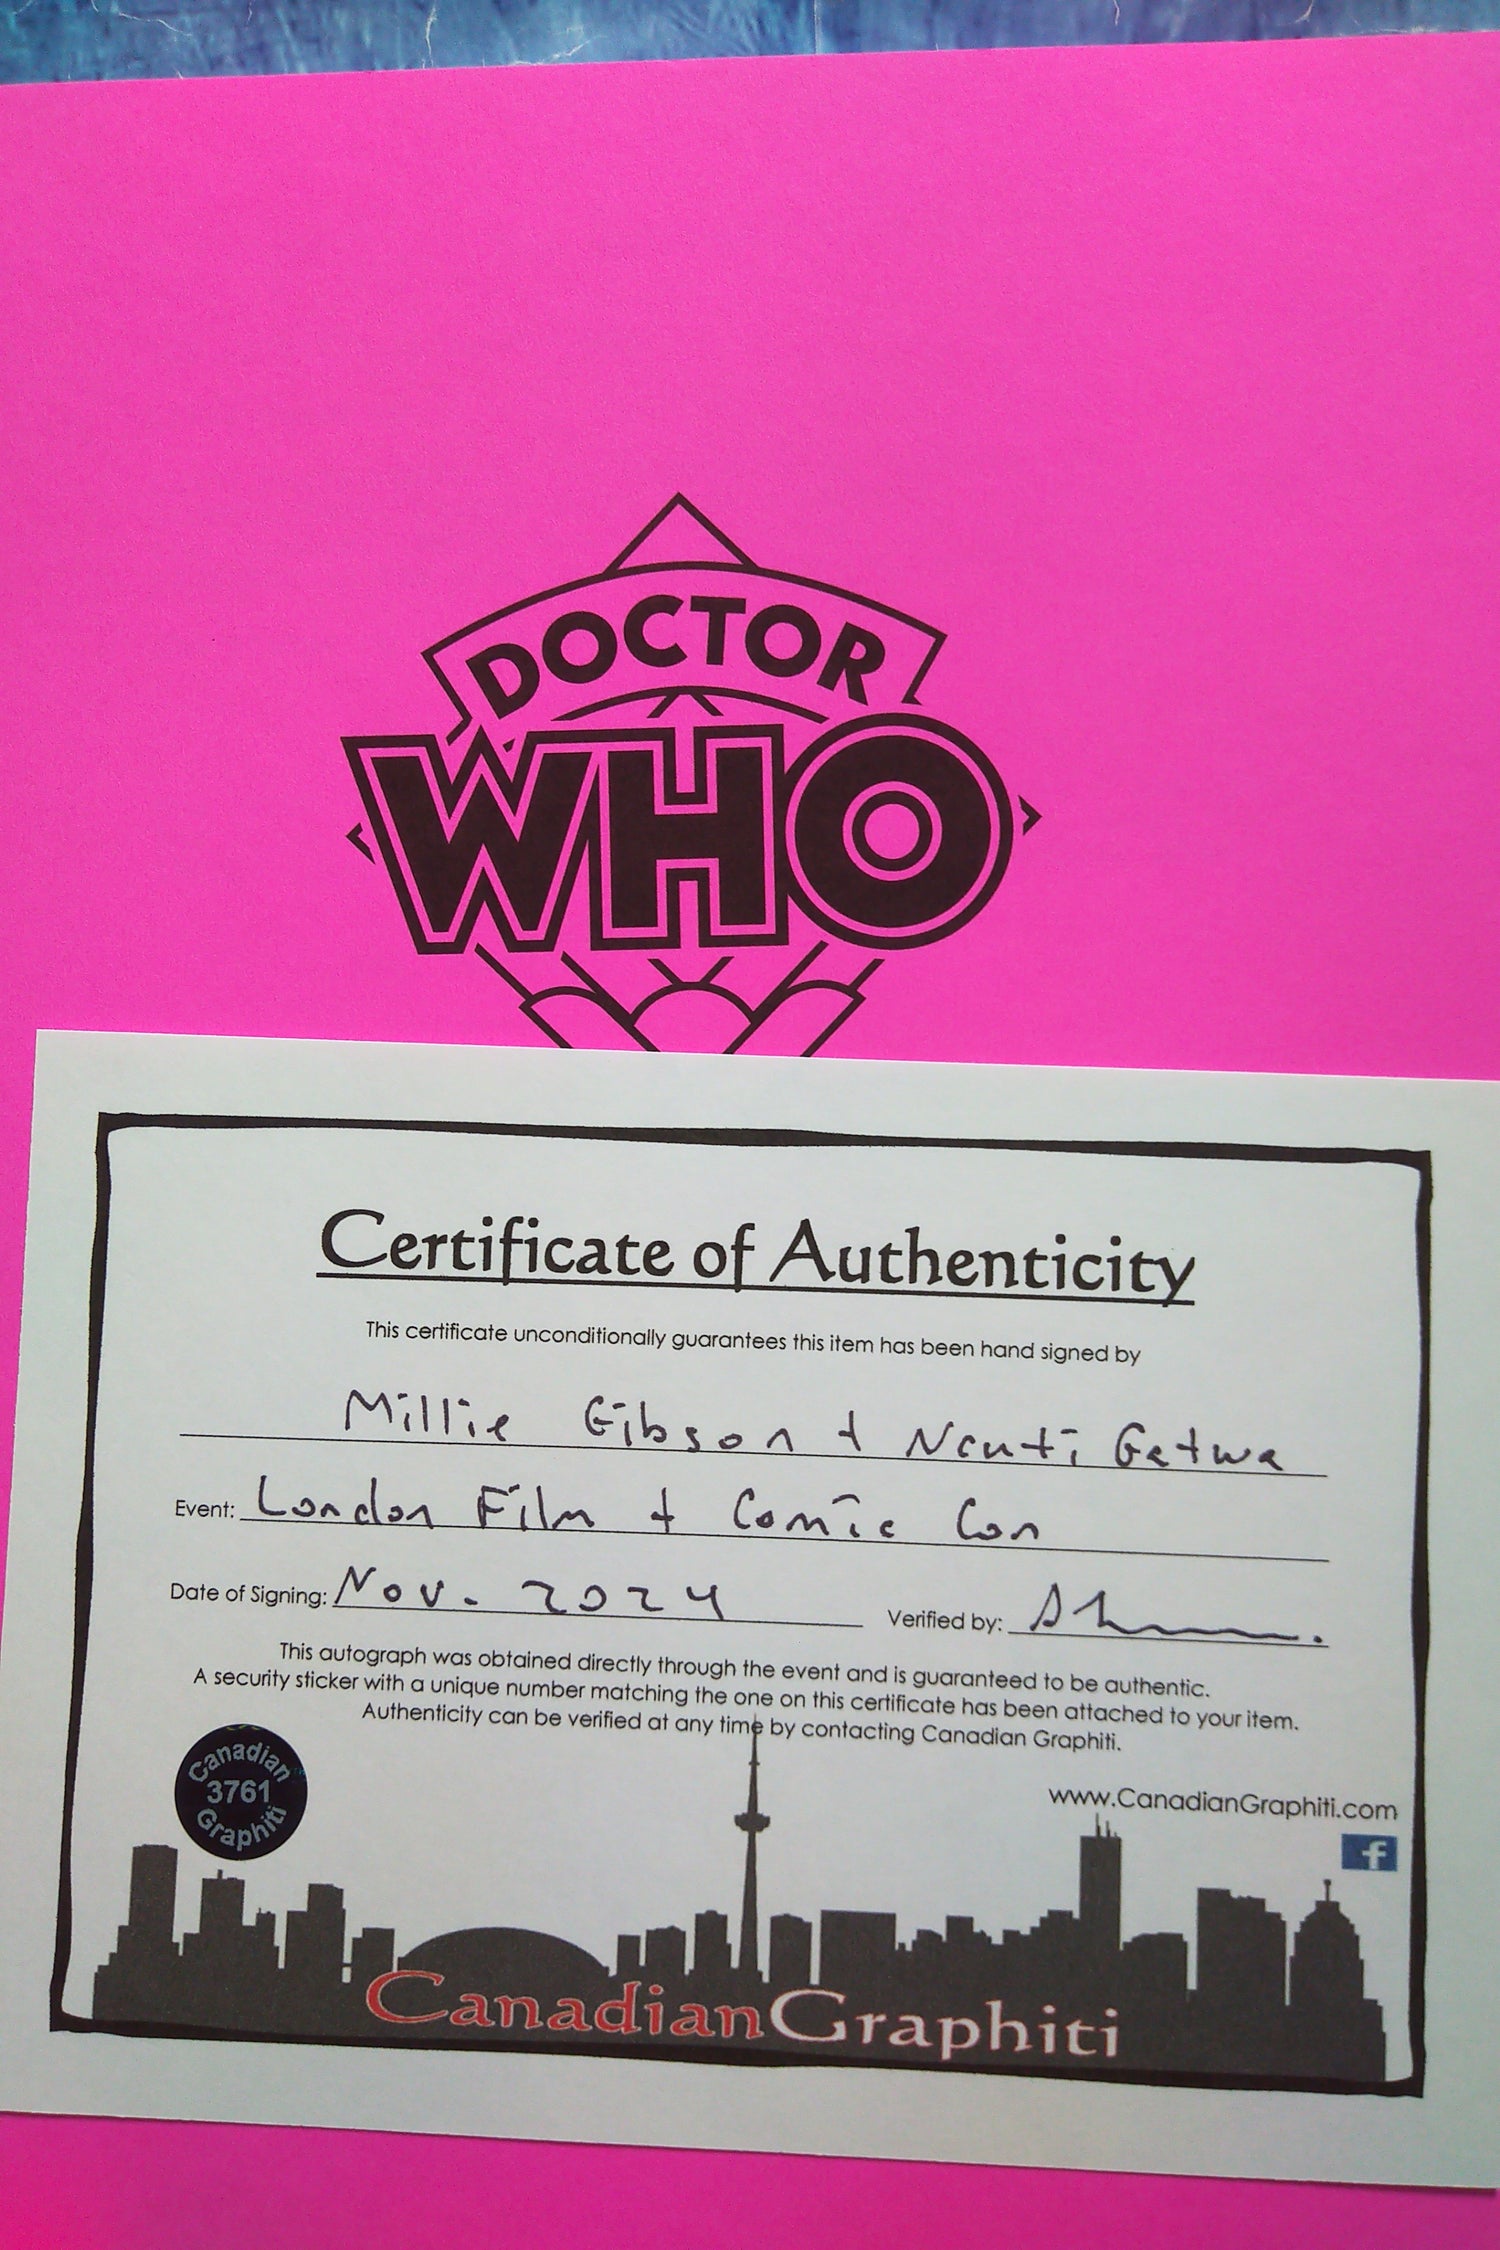 DOCTOR
WHO
Certificate of Authenticity
This certificate unconditionally guarantees this item has been hand signed by
Millie Gibson + Ncuti Gatwa
Event: London Film + Comic Con
Date of Signing: Nov. 2024 Verified by:
This autograph was obtained directly through the event and is guaranteed to be authentic.
A security sticker with a unique number matching the one on this certificate has been attached to your item.
Authenticity can be verified at any time by contacting Canadian Graphiti.
Canadian
3761
Graphiti
www.CanadianGraphiti.com
f
CanadianGraphiti